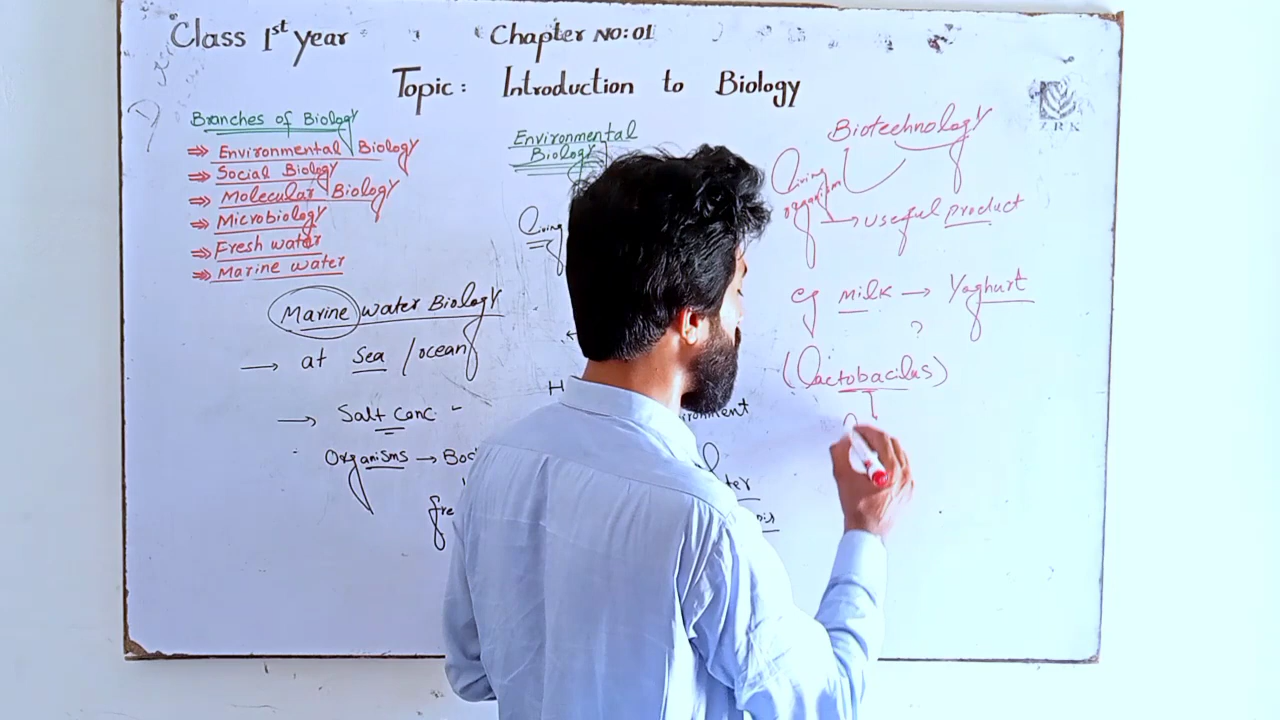 Class 1st year
Chapter NO: 01
Topic: Introduction to Biology
Branches of Biology
⇒ Environmental Biology
⇒ Social Biology
⇒ Molecular Biology
⇒ Microbiology
⇒ Fresh water
⇒ Marine water
Marine water Biology
→ at Sea / ocean
→ Salt Conc
Organisms →
Environmental
Biology
Living
Biotechnology
Living
organism → useful Product
eg Milk → Yoghurt
?
(Lactobacilus)
ZRK